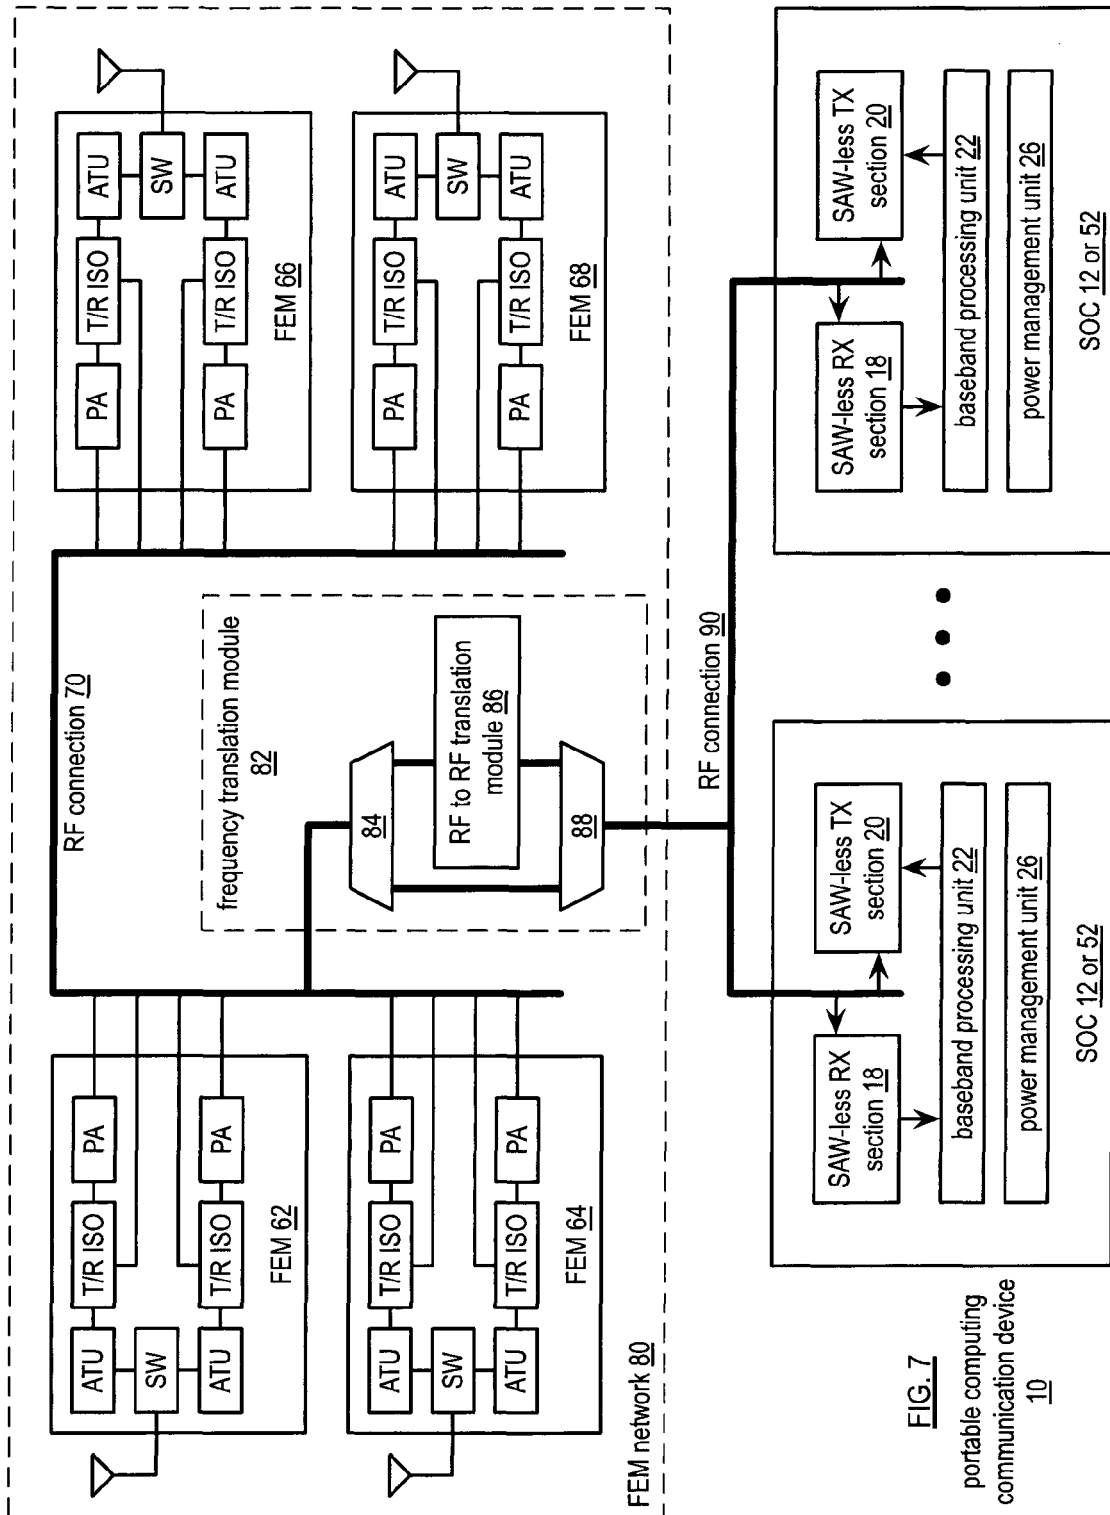 FEM network 80
ATU
SW
ATU
T/R ISO
T/R ISO
PA
PA
FEM 62
ATU
SW
ATU
T/R ISO
T/R ISO
PA
PA
FEM 64
RF connection 70
frequency translation module
82
84
RF to RF translation
module 86
88
PA
PA
T/R ISO
T/R ISO
ATU
SW
ATU
FEM 66
PA
PA
T/R ISO
T/R ISO
ATU
SW
ATU
FEM 68
RF connection 90
SAW-less RX
section 18
SAW-less TX
section 20
baseband processing unit 22
power management unit 26
SOC 12 or 52
SAW-less RX
section 18
SAW-less TX
section 20
baseband processing unit 22
power management unit 26
SOC 12 or 52
FIG. 7
portable computing
communication device
10